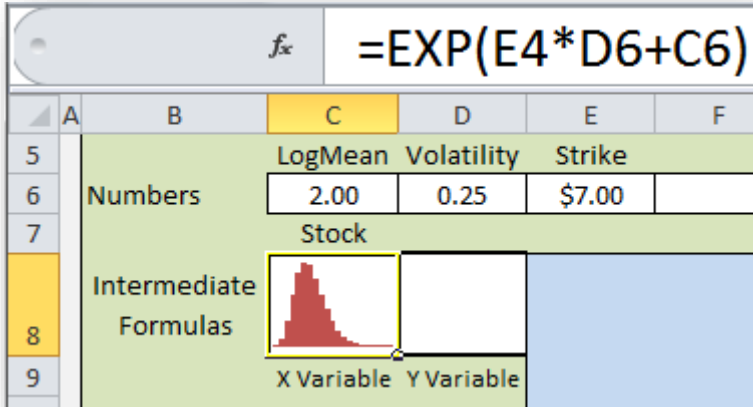 fx =EXP(E4*D6+C6)
A B C D E F
5 LogMean Volatility Strike
6 Numbers 2.00 0.25 $7.00
7 Stock
Intermediate
Formulas
8
9 X Variable Y Variable